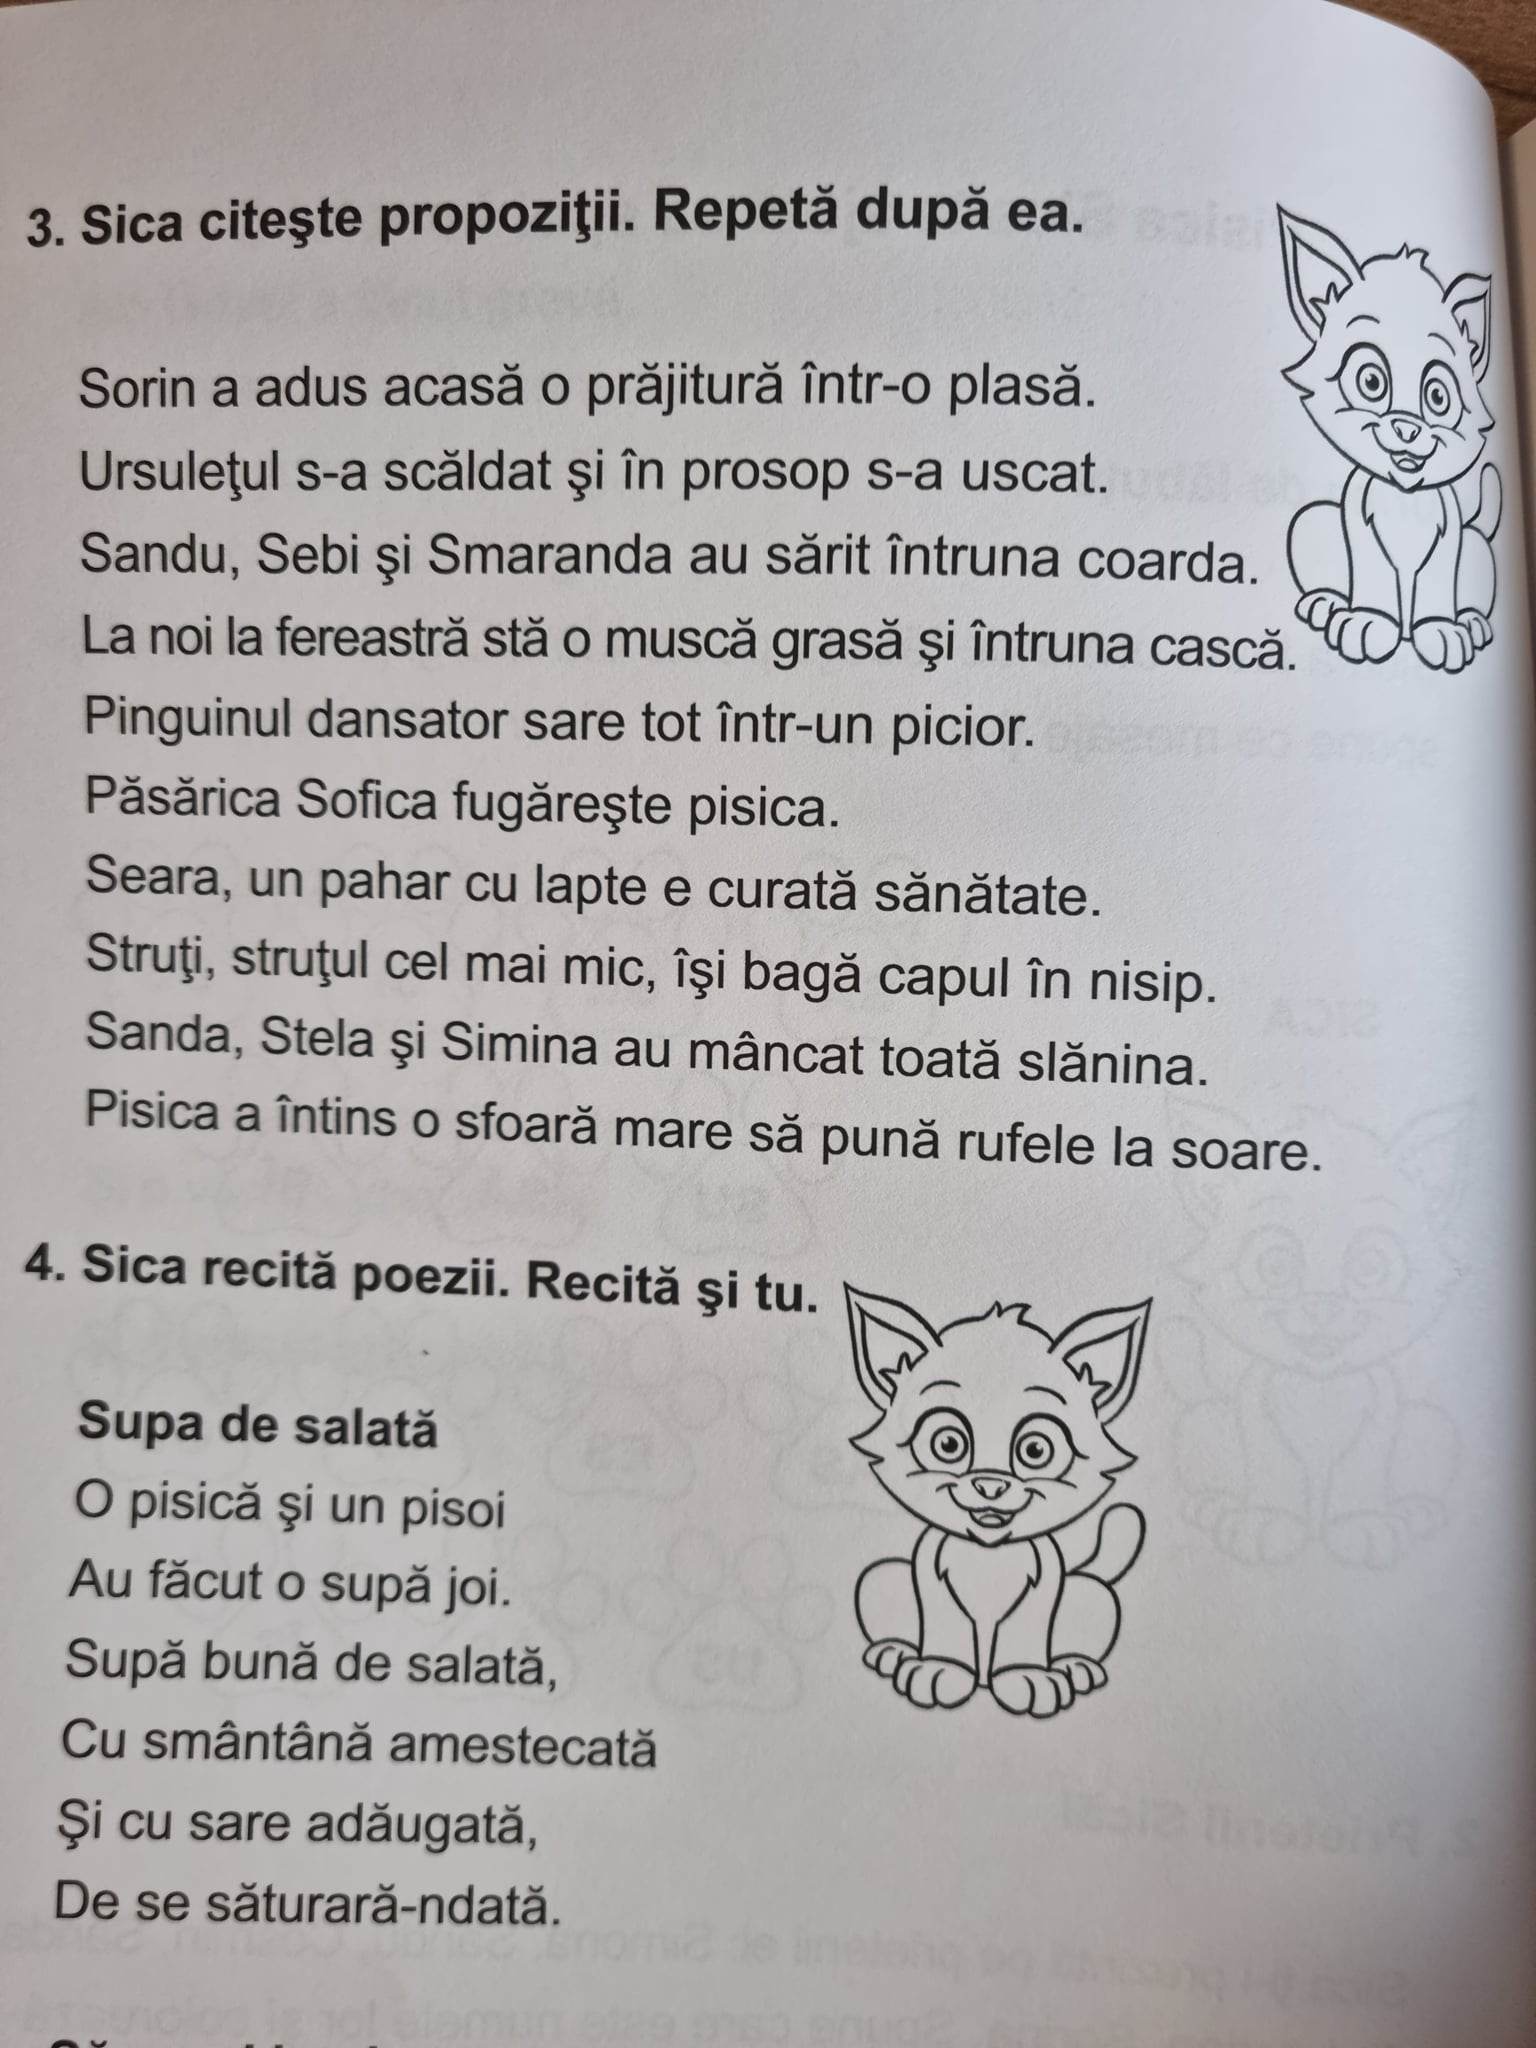 3. Sica citeşte propoziţii. Repetă după ea.
Sorin a adus acasă o prăjitură într-o plasă.
Ursuleţul s-a scăldat şi în prosop s-a uscat.
Sandu, Sebi şi Smaranda au sărit întruna coarda.
La noi la fereastră stă o muscă grasă şi întruna cască.
Pinguinul dansator sare tot într-un picior.
Păsărica Sofica fugăreşte pisica.
Seara, un pahar cu lapte e curată sănătate.
Struţi, struţul cel mai mic, îşi bagă capul în nisip.
Sanda, Stela şi Simina au mâncat toată slănina.
Pisica a întins o sfoară mare să pună rufele la soare.
4. Sica recită poezii. Recită şi tu.
Supa de salată
O pisică şi un pisoi
Au făcut o supă joi.
Supă bună de salată,
Cu smântână amestecată
Şi cu sare adăugată,
De se săturară-ndată.